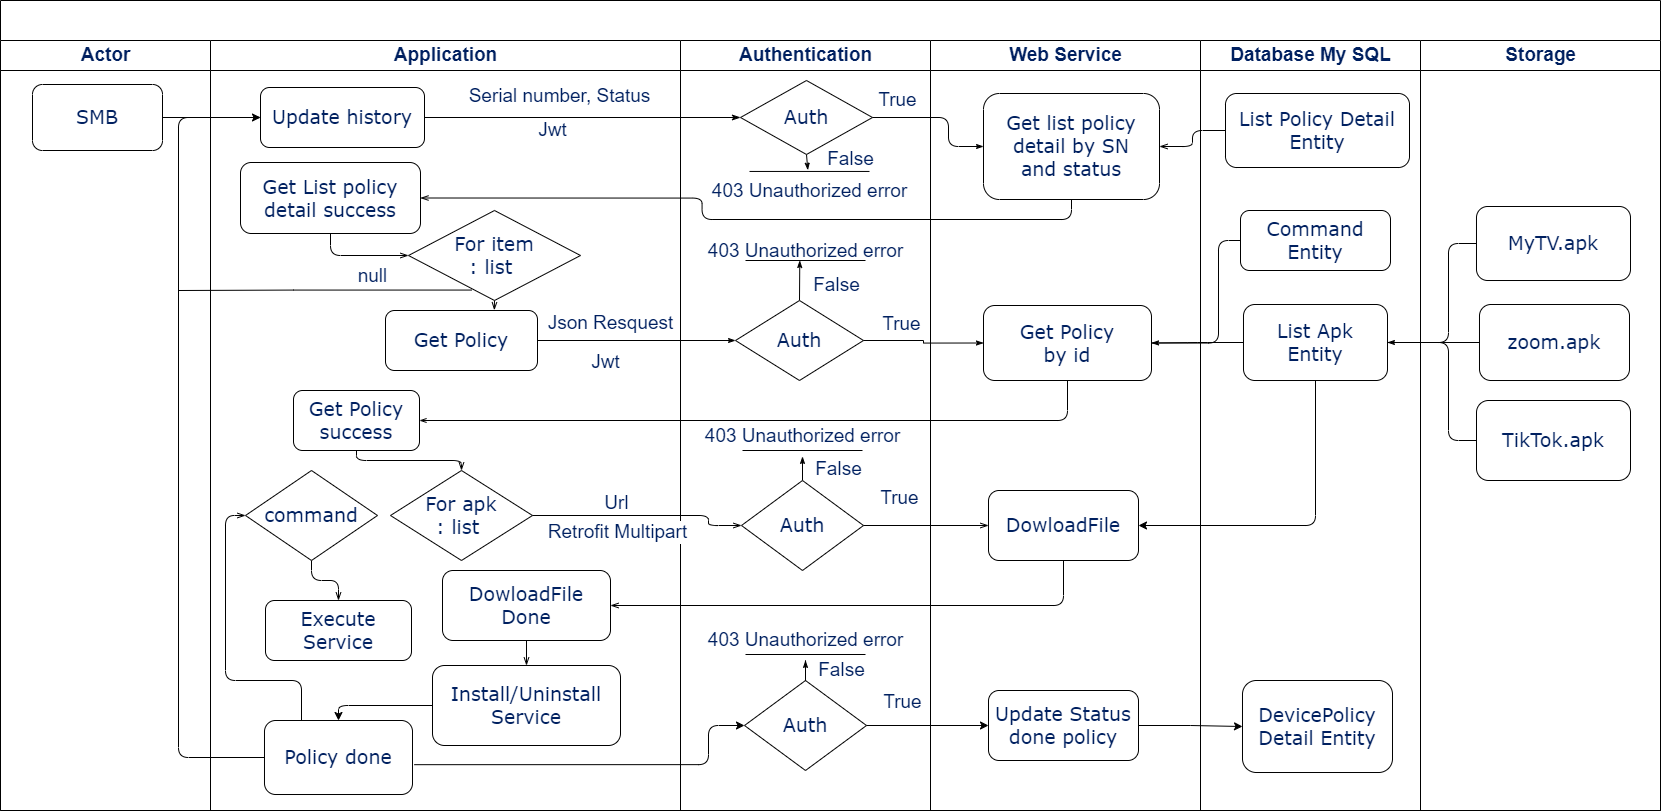 Actor
Application
Authentication
Web Service
Database My SQL
Storage
SMB
Update history
Serial number, Status
Jwt
Auth
True
False
403 Unauthorized error
Get list policy
detail by SN
and status
List Policy Detail
Entity
Get List policy
detail success
For item
: list
null
Get Policy
Json Resquest
Jwt
403 Unauthorized error
False
Auth
True
Get Policy
by id
Command
Entity
List Apk
Entity
MyTV.apk
zoom.apk
TikTok.apk
Get Policy
success
command
For apk
: list
Url
Retrofit Multipart
403 Unauthorized error
False
Auth
True
DowloadFile
Execute
Service
DowloadFile
Done
Install/Uninstall
Service
Policy done
403 Unauthorized error
False
Auth
True
Update Status
done policy
DevicePolicy
Detail Entity